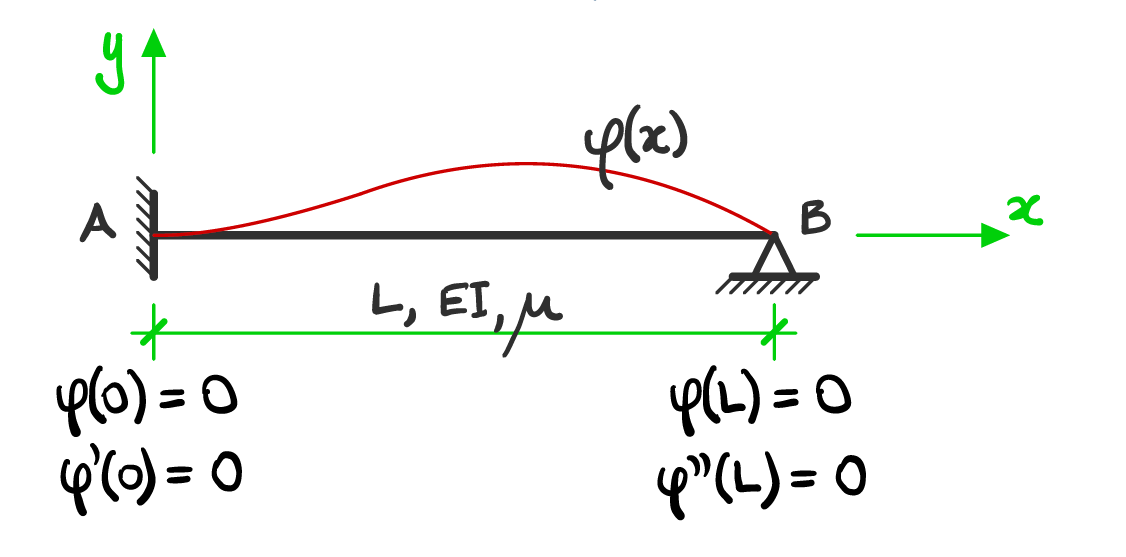 y
φ(x)
A
B
x
L, EI, μ
φ(0) = 0
φ(L) = 0
φ'(0) = 0
φ''(L) = 0